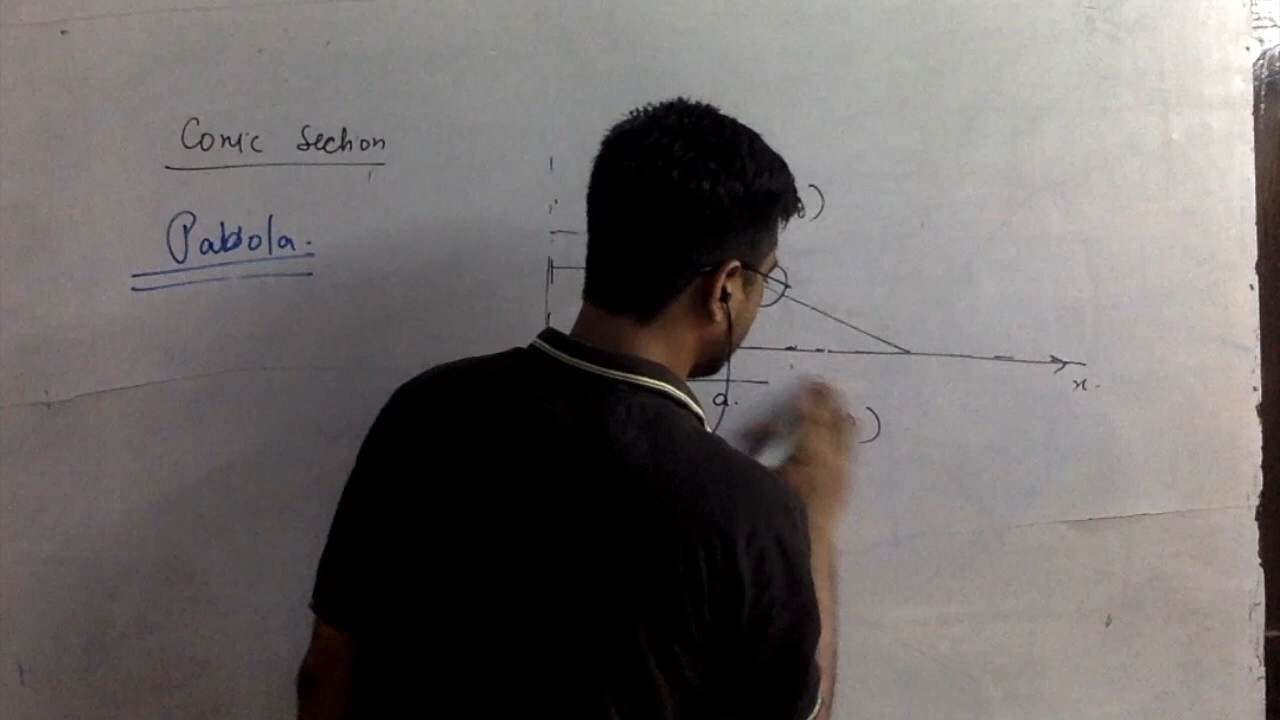 Conic Section
Pabola.
)
a.
x.
)